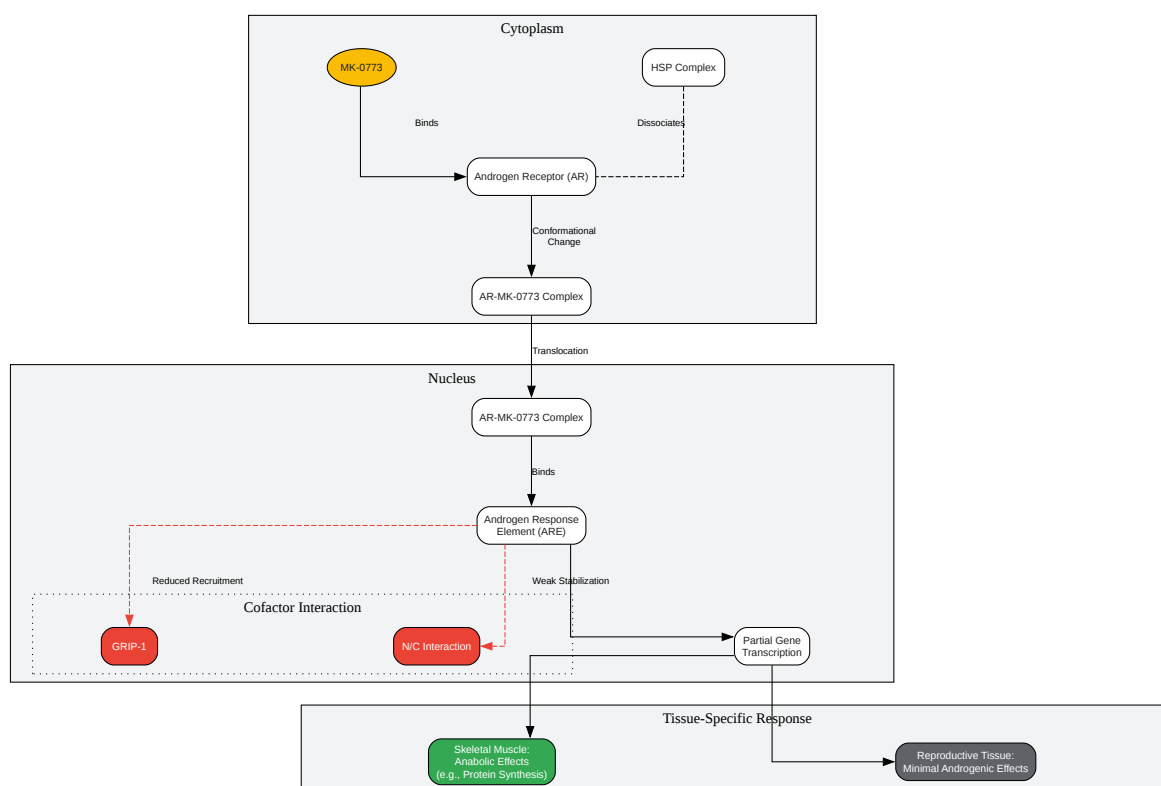 Cytoplasm
MK-0773
HSP Complex
Binds
Dissociates
Androgen Receptor (AR)
Conformational
Change
AR-MK-0773 Complex
Translocation
Nucleus
AR-MK-0773 Complex
Binds
Androgen Response
Element (ARE)
Reduced Recruitment
Weak Stabilization
Cofactor Interaction
GRIP-1
N/C Interaction
Partial Gene
Transcription
Tissue-Specific Response
Skeletal Muscle:
Anabolic Effects
(e.g., Protein Synthesis)
Reproductive Tissue:
Minimal Androgenic Effects